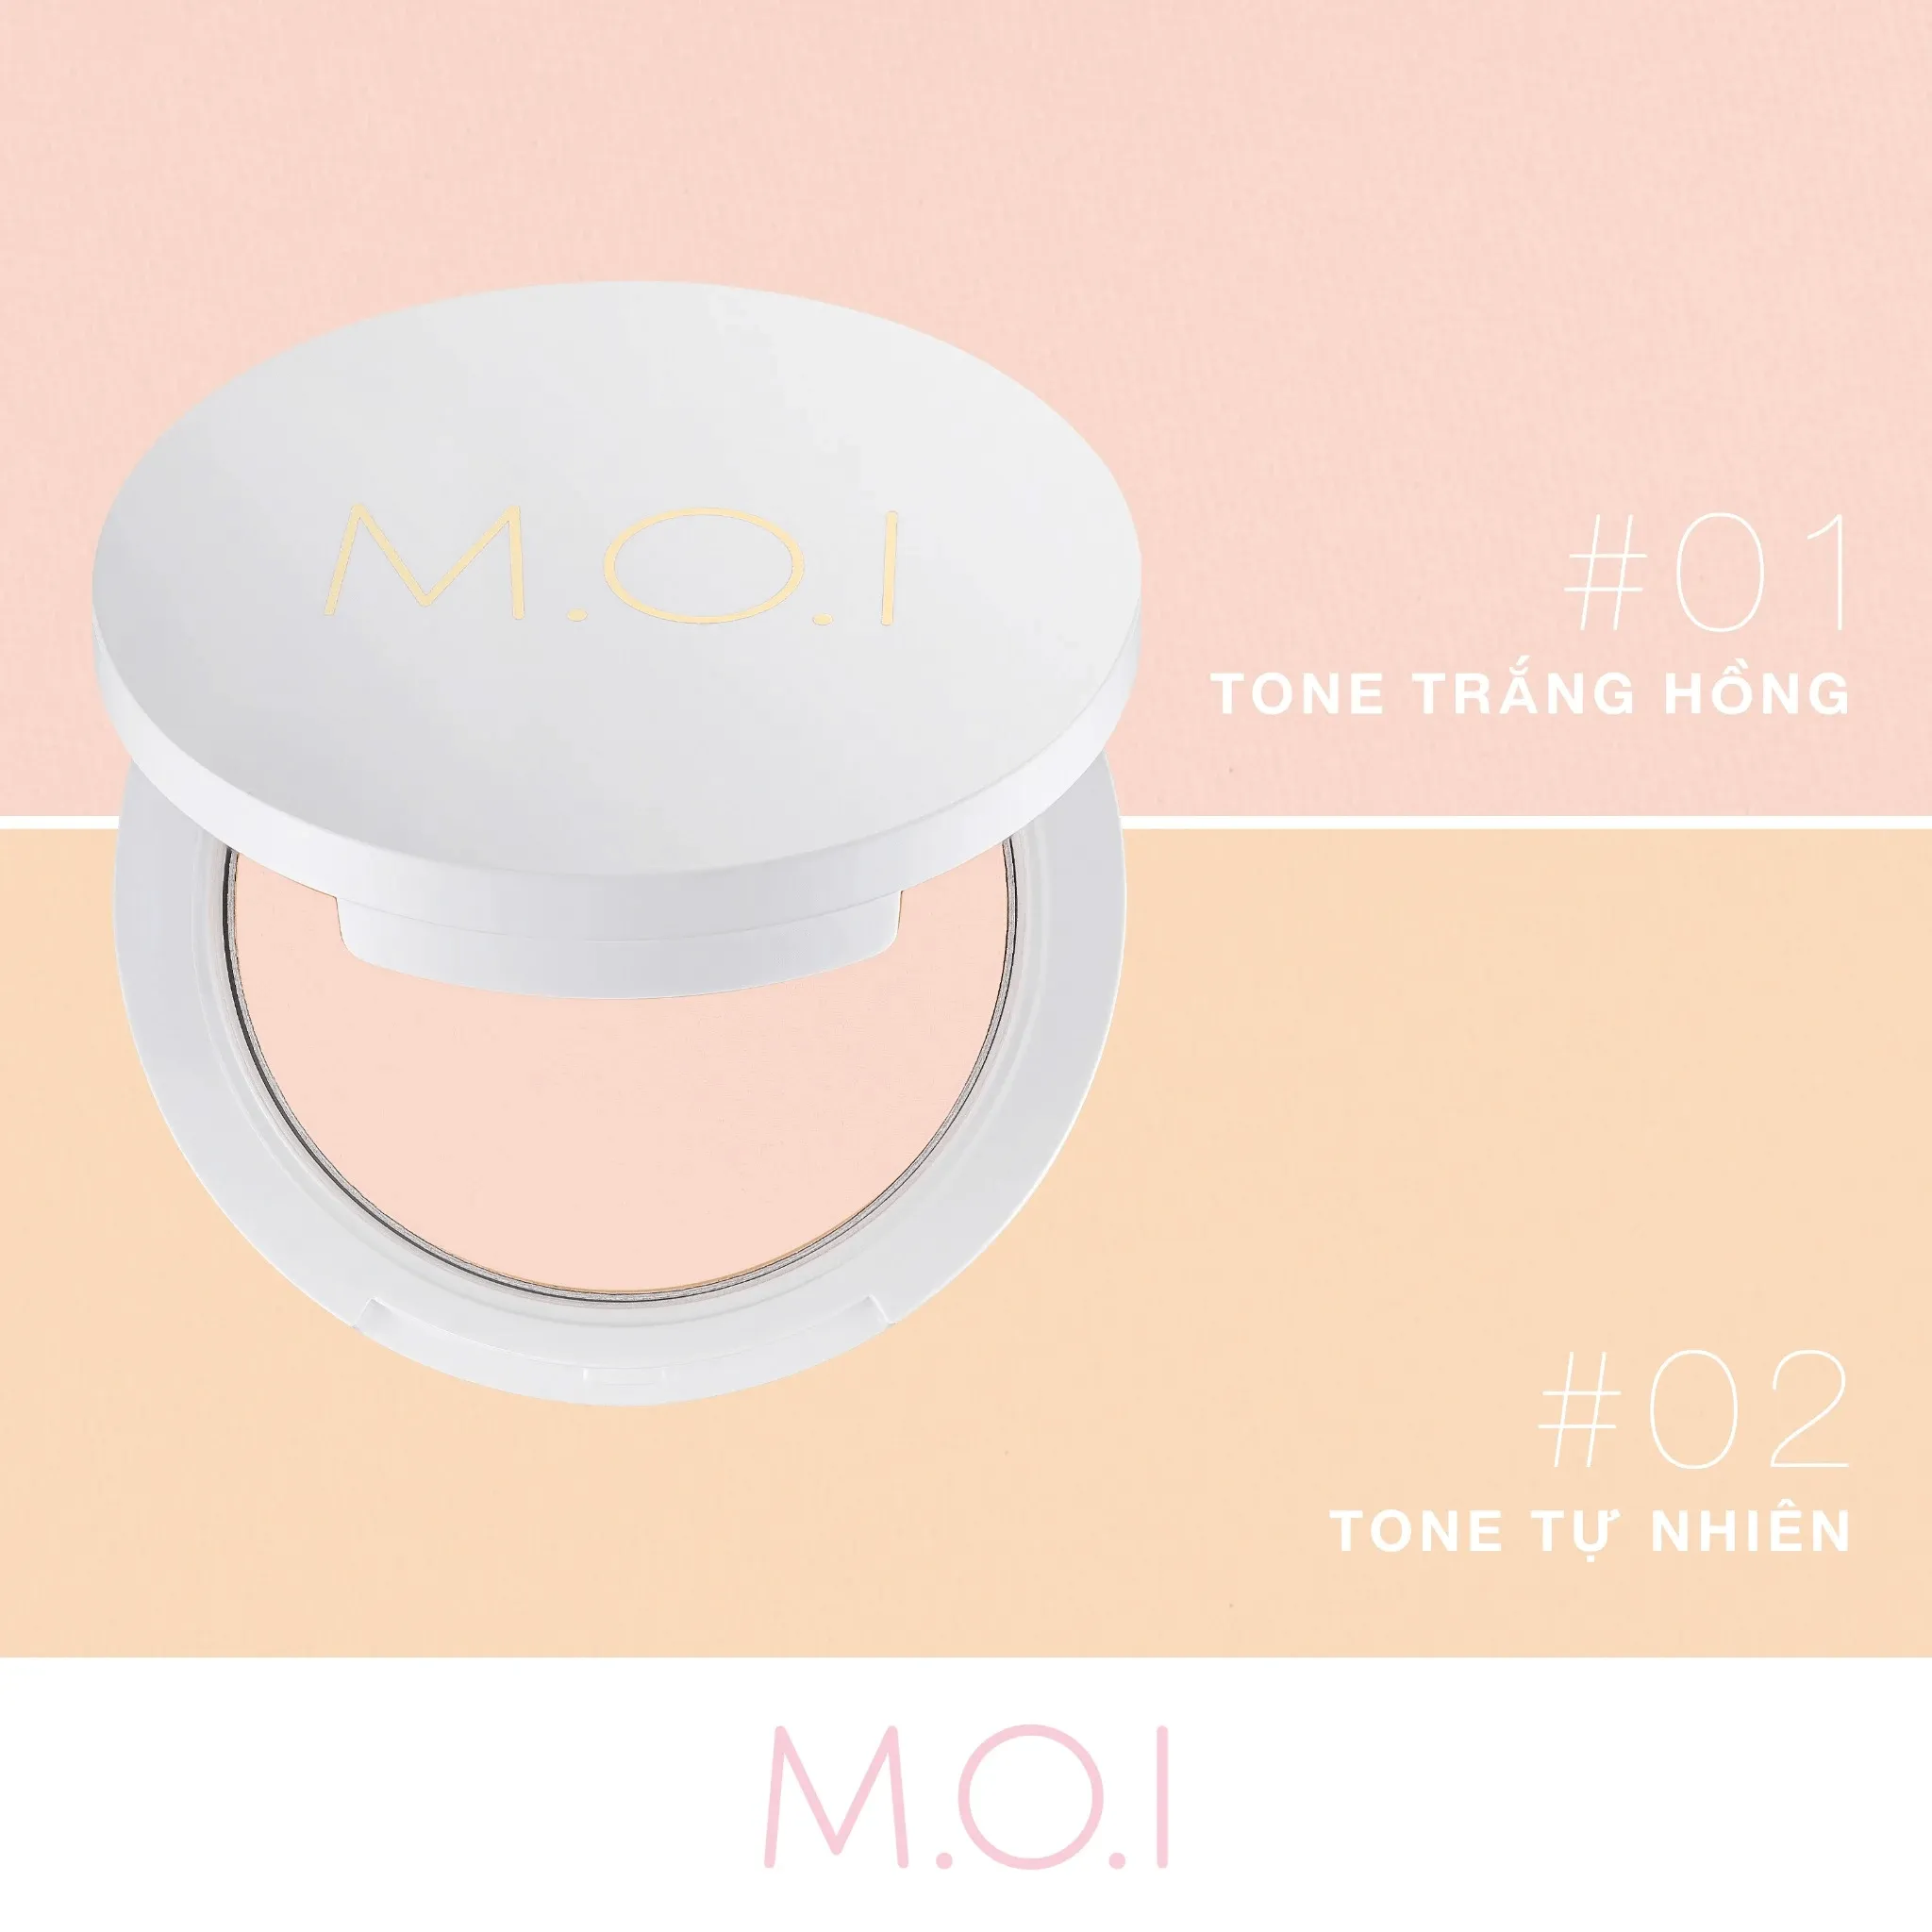 M.O.I
#01
TONE TRẮNG HỒNG
#02
TONE TỰ NHIÊN
M.O.I